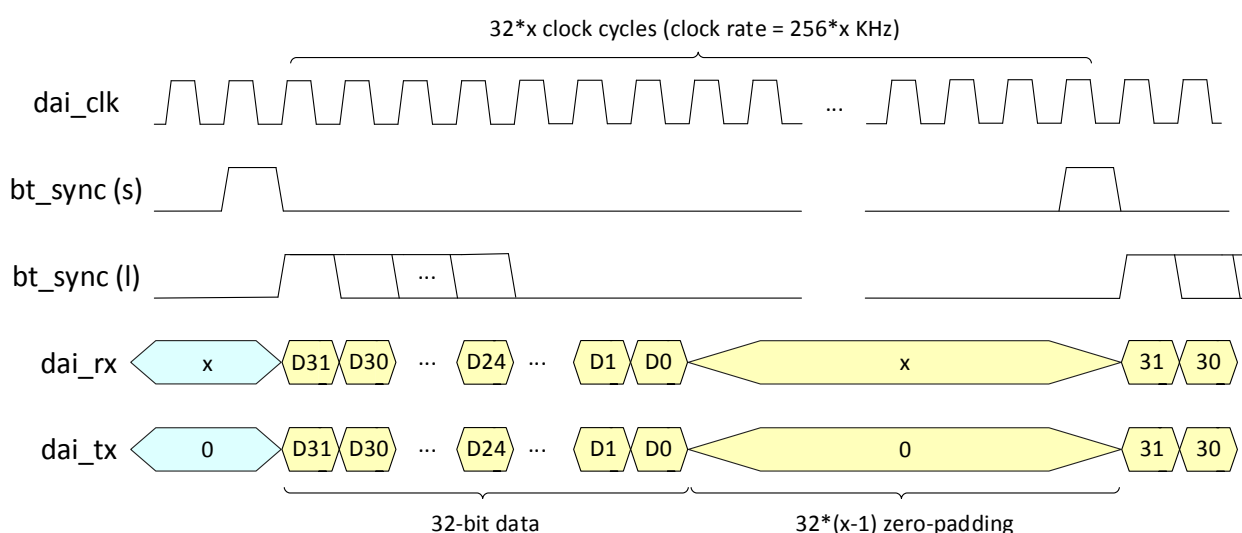 32*x clock cycles (clock rate = 256*x KHz)
dai_clk
...
bt_sync (s)
bt_sync (l)
...
dai_rx x D31 D30 ... D24 ... D1 D0 x 31 30
dai_tx 0 D31 D30 ... D24 ... D1 D0 0 31 30
32-bit data 32*(x-1) zero-padding